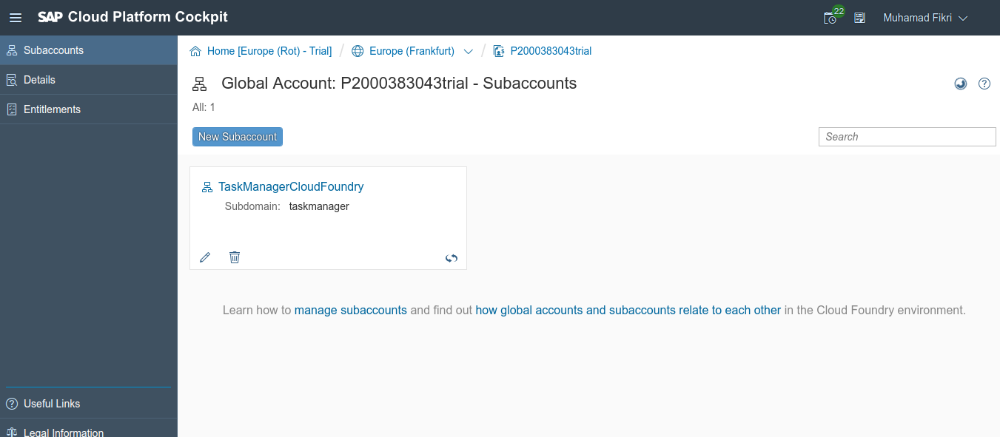 SAP Cloud Platform Cockpit
22
Muhamad Fikri
Subaccounts
Details
Entitlements
Useful Links
Legal Information
Home [Europe (Rot) - Trial] / Europe (Frankfurt) / P2000383043trial
Global Account: P2000383043trial - Subaccounts
All: 1
New Subaccount
Search
TaskManagerCloudFoundry
Subdomain: taskmanager
Learn how to manage subaccounts and find out how global accounts and subaccounts relate to each other in the Cloud Foundry environment.